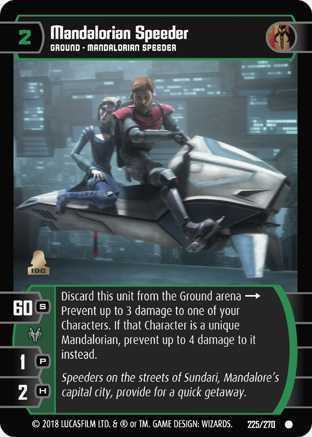 2 Mandalorian Speeder
GROUND - MANDALORIAN SPEEDER
IDC
60 S
1 P
2 H
Discard this unit from the Ground arena →
Prevent up to 3 damage to one of your
Characters. If that Character is a unique
Mandalorian, prevent up to 4 damage to it
instead.
Speeders on the streets of Sundari, Mandalore's
capital city, provide for a quick getaway.
© 2018 LUCASFILM LTD. & ® or TM. GAME DESIGN: WIZARDS. 225/270